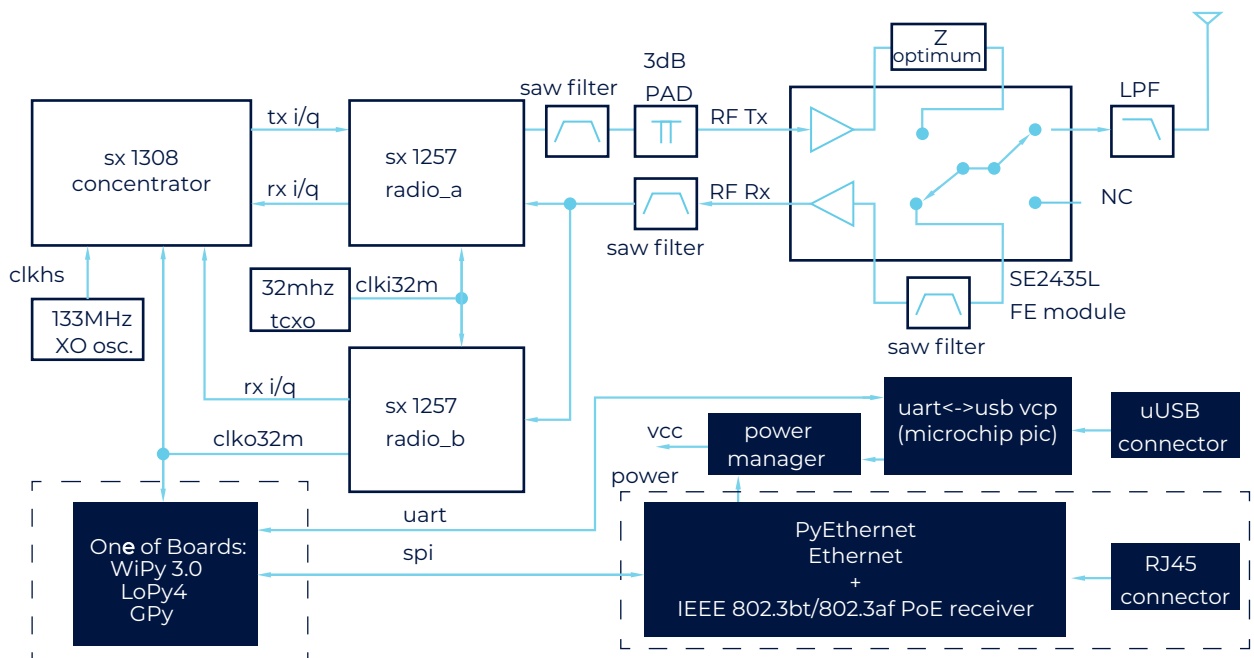 Z
optimum
3dB
PAD
saw filter
LPF
tx i/q
RF Tx
sx 1308
concentrator
sx 1257
radio_a
rx i/q
RF Rx
NC
saw filter
clkhs
32mhz
tcxo
clki32m
SE2435L
FE module
133MHz
XO osc.
saw filter
rx i/q
sx 1257
radio_b
clko32m
vcc
power
manager
uart<->usb vcp
(microchip pic)
uUSB
connector
power
uart
One of Boards:
WiPy 3.0
LoPy4
GPy
spi
PyEthernet
Ethernet
+
IEEE 802.3bt/802.3af PoE receiver
RJ45
connector